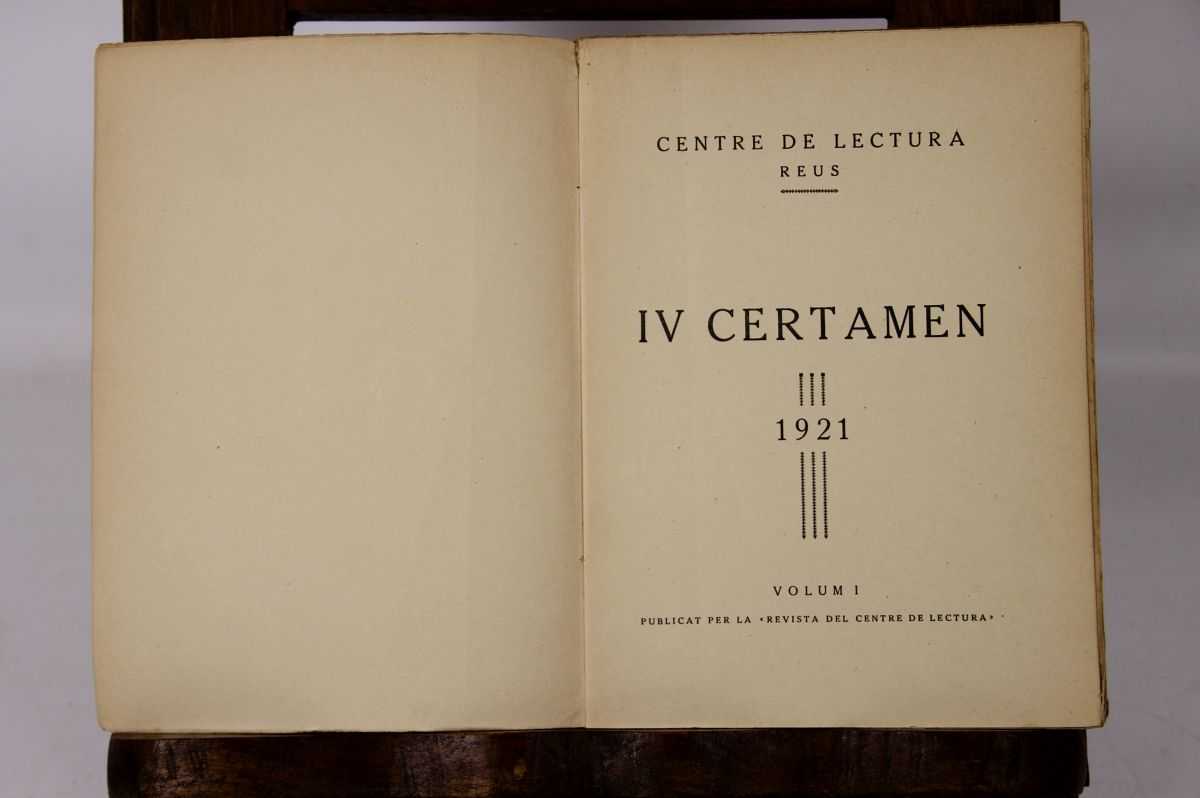 CENTRE DE LECTURA
REUS
IV CERTAMEN
1921
VOLUM I
PUBLICAT PER LA «REVISTA DEL CENTRE DE LECTURA»